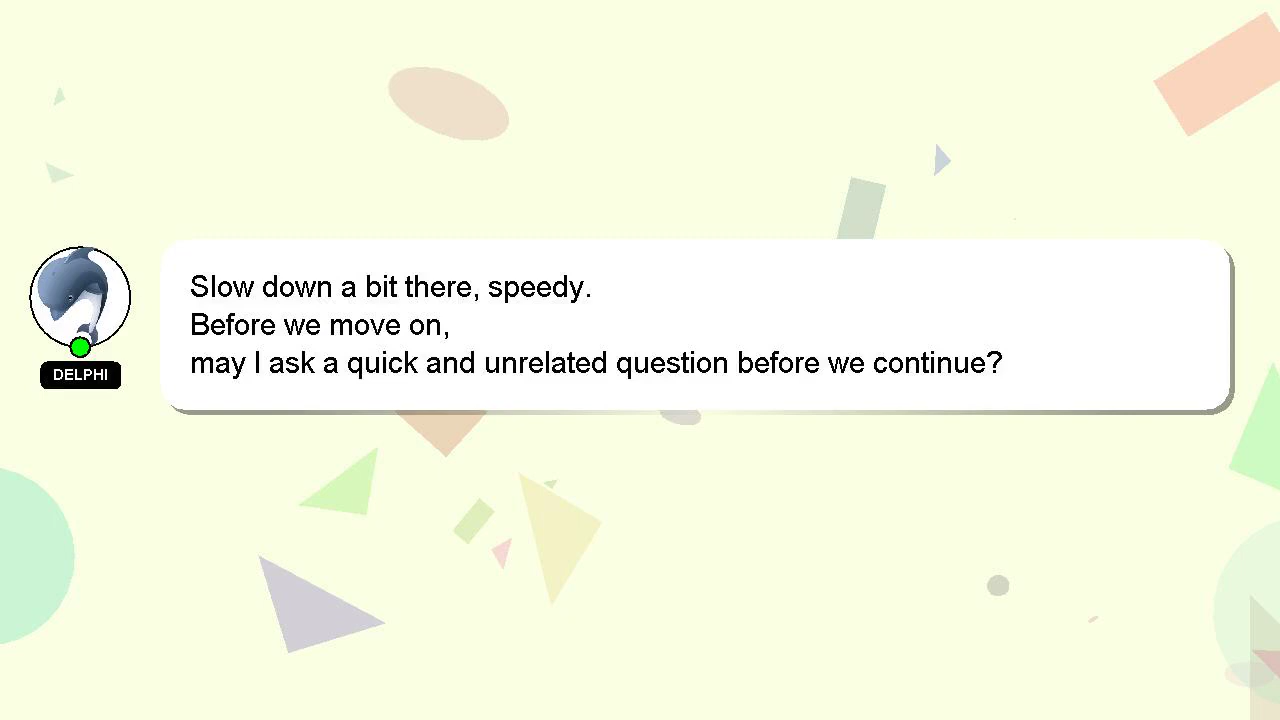 Slow down a bit there, speedy.
Before we move on,
may I ask a quick and unrelated question before we continue?
DELPHI